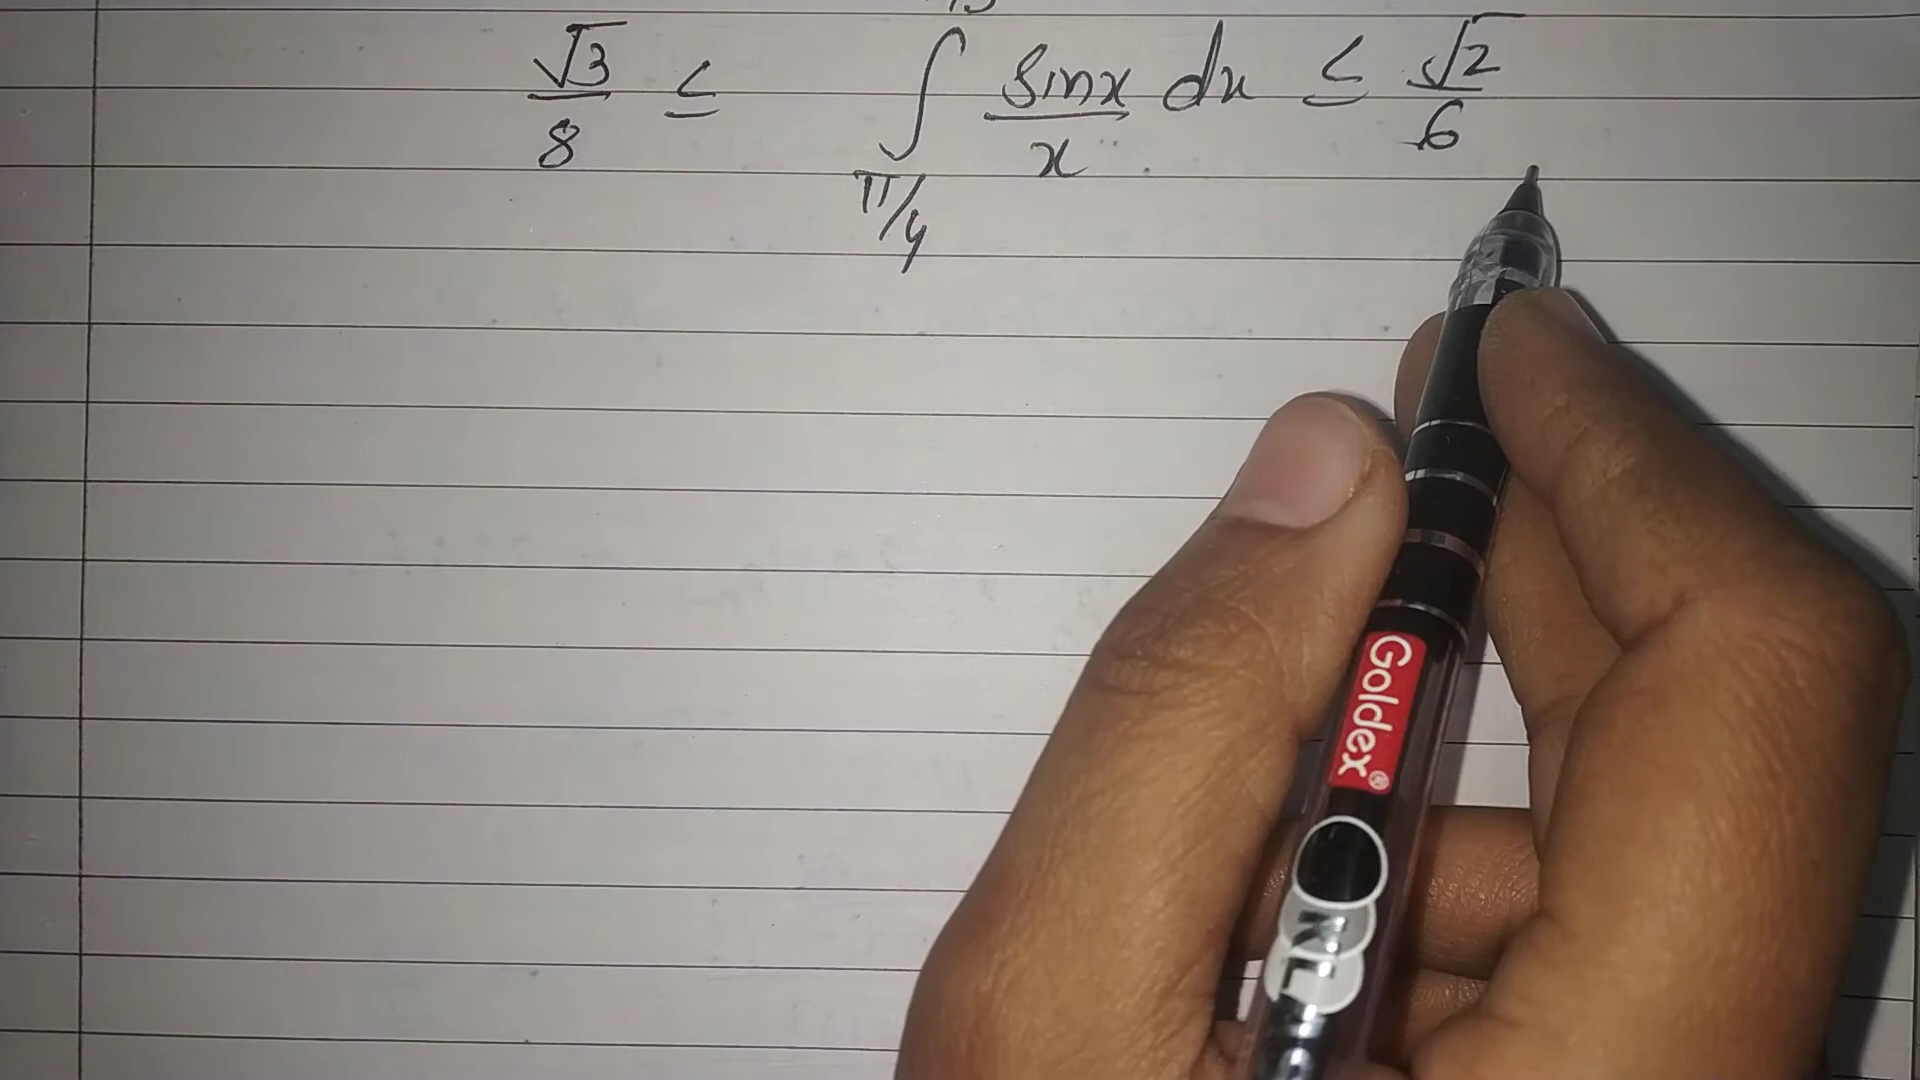 √3/8 ≤ ∫ sinx/x dx ≤ √2/6
π/4
Goldex®